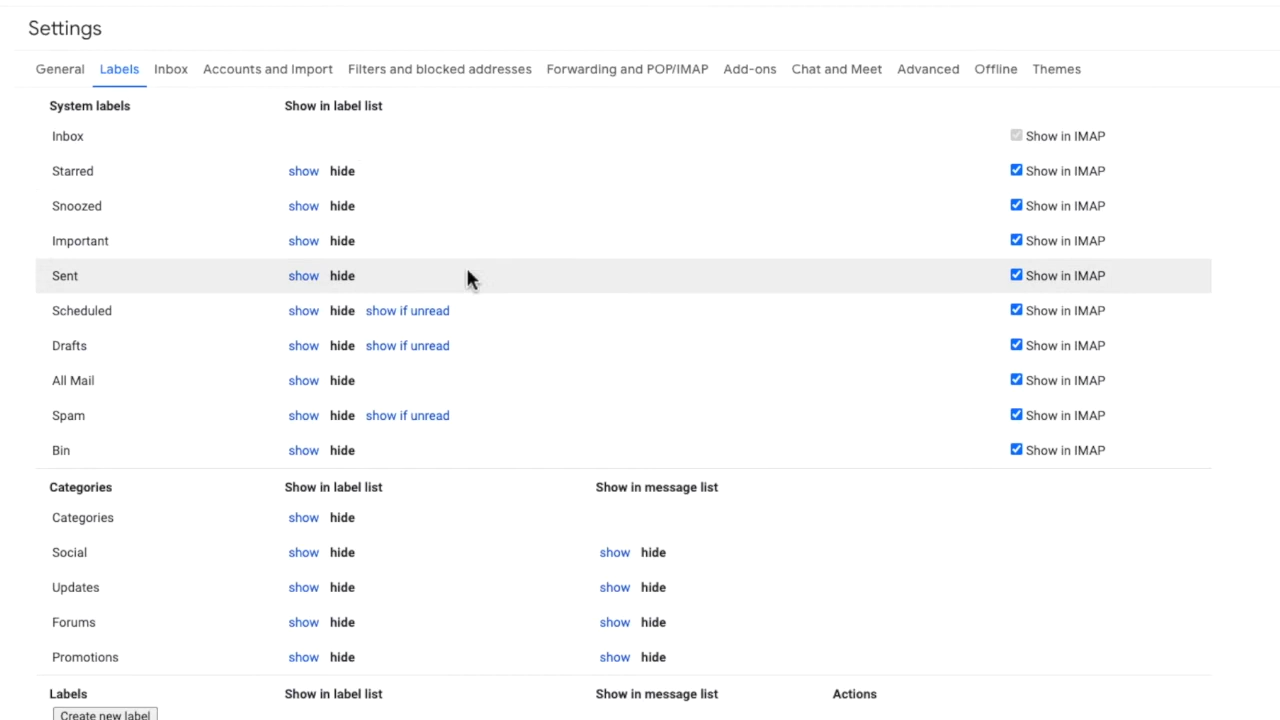 Settings
General Labels Inbox Accounts and Import Filters and blocked addresses Forwarding and POP/IMAP Add-ons Chat and Meet Advanced Offline Themes
System labels Show in label list
Inbox Show in IMAP
Starred show hide Show in IMAP
Snoozed show hide Show in IMAP
Important show hide Show in IMAP
Sent show hide Show in IMAP
Scheduled show hide show if unread Show in IMAP
Drafts show hide show if unread Show in IMAP
All Mail show hide Show in IMAP
Spam show hide show if unread Show in IMAP
Bin show hide Show in IMAP
Categories Show in label list Show in message list
Categories show hide
Social show hide show hide
Updates show hide show hide
Forums show hide show hide
Promotions show hide show hide
Labels Show in label list Show in message list Actions
Create new label